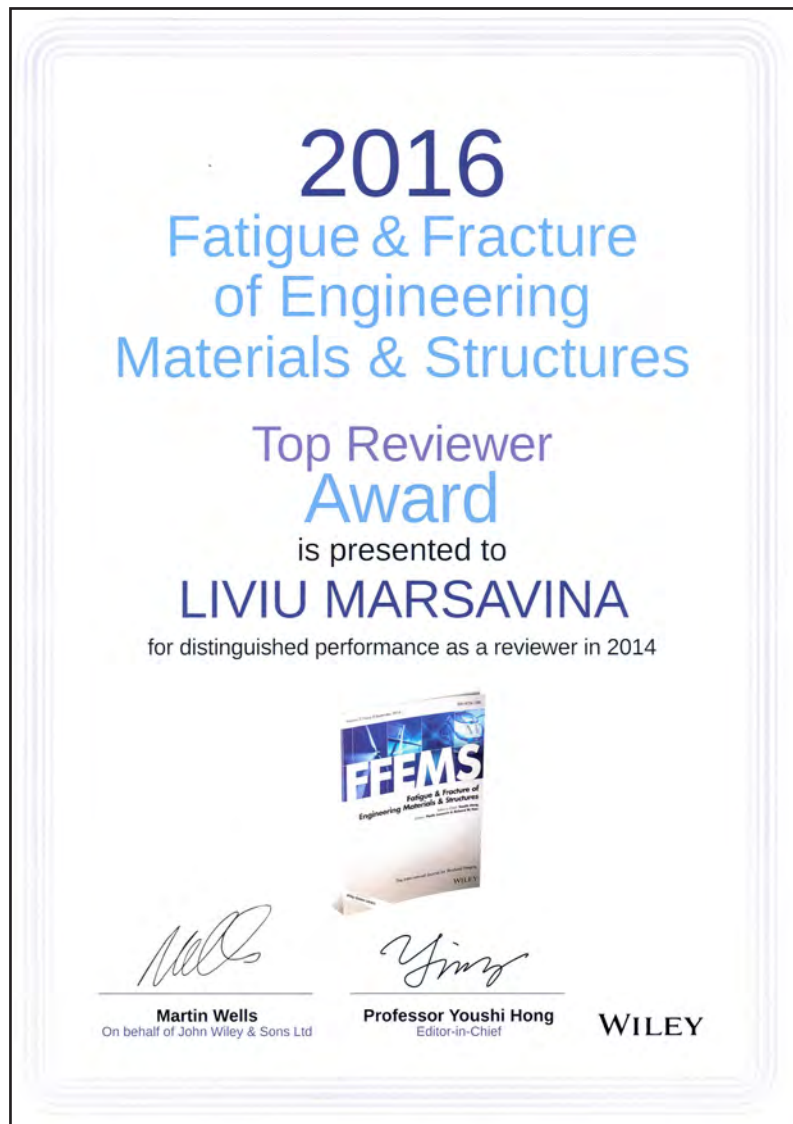 2016
Fatigue & Fracture
of Engineering
Materials & Structures
Top Reviewer
Award
is presented to
LIVIU MARSAVINA
for distinguished performance as a reviewer in 2014
FFEMS
Fatigue & Fracture of
Engineering Materials & Structures
WILEY
Martin Wells
On behalf of John Wiley & Sons Ltd
Professor Youshi Hong
Editor-in-Chief
WILEY